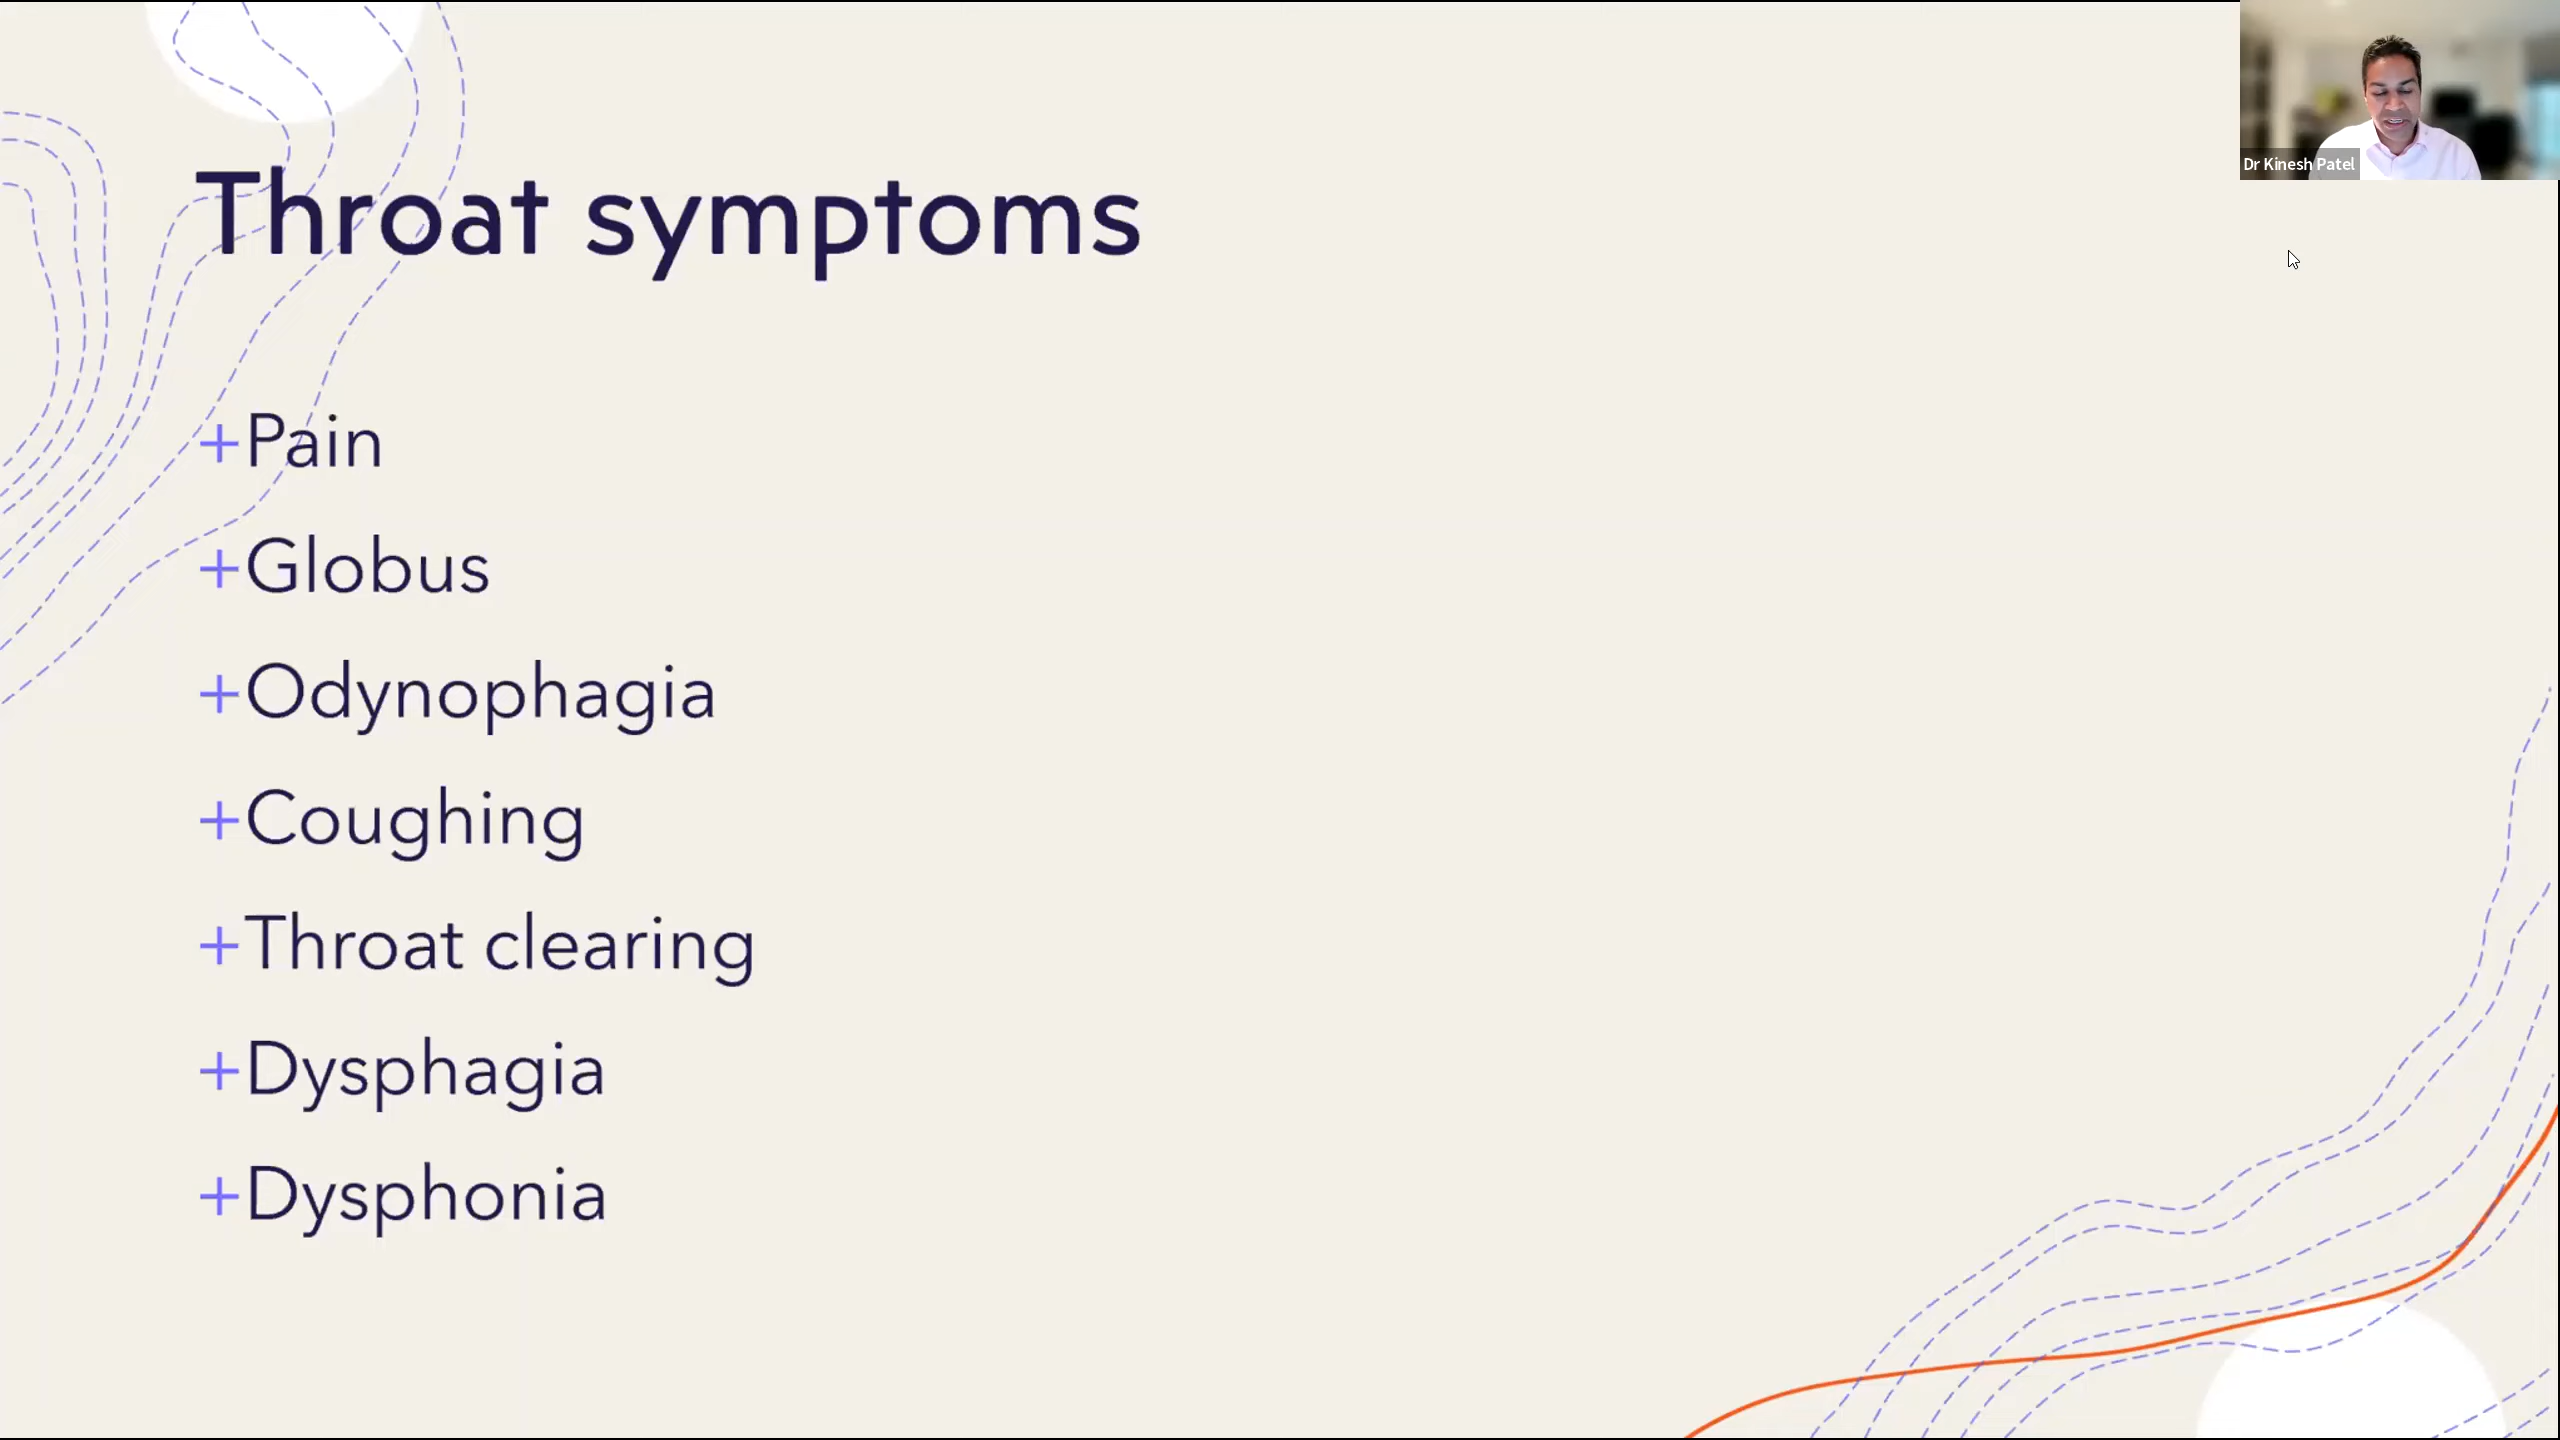 Dr Kinesh Patel
Throat symptoms
+Pain
+Globus
+Odynophagia
+Coughing
+Throat clearing
+Dysphagia
+Dysphonia